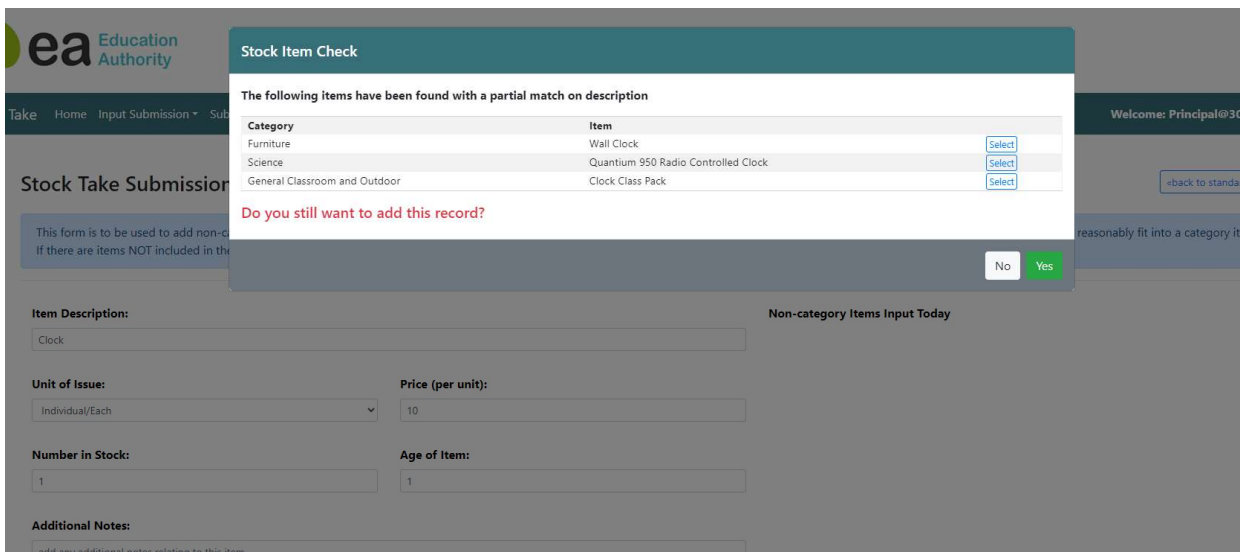 ea Education
Authority
Take Home Input Submission Sub
Welcome: Principal@30
Stock Item Check
The following items have been found with a partial match on description
Category Item
Furniture Wall Clock Select
Science Quantium 950 Radio Controlled Clock Select
General Classroom and Outdoor Clock Class Pack Select
Do you still want to add this record?
No Yes
Stock Take Submission
«back to standa
This form is to be used to add non-ca reasonably fit into a category it
If there are items NOT included in the
Item Description: Non-category Items Input Today
Clock
Unit of Issue: Price (per unit):
Individual/Each 10
Number in Stock: Age of Item:
1 1
Additional Notes:
add any additional notes relating to this item